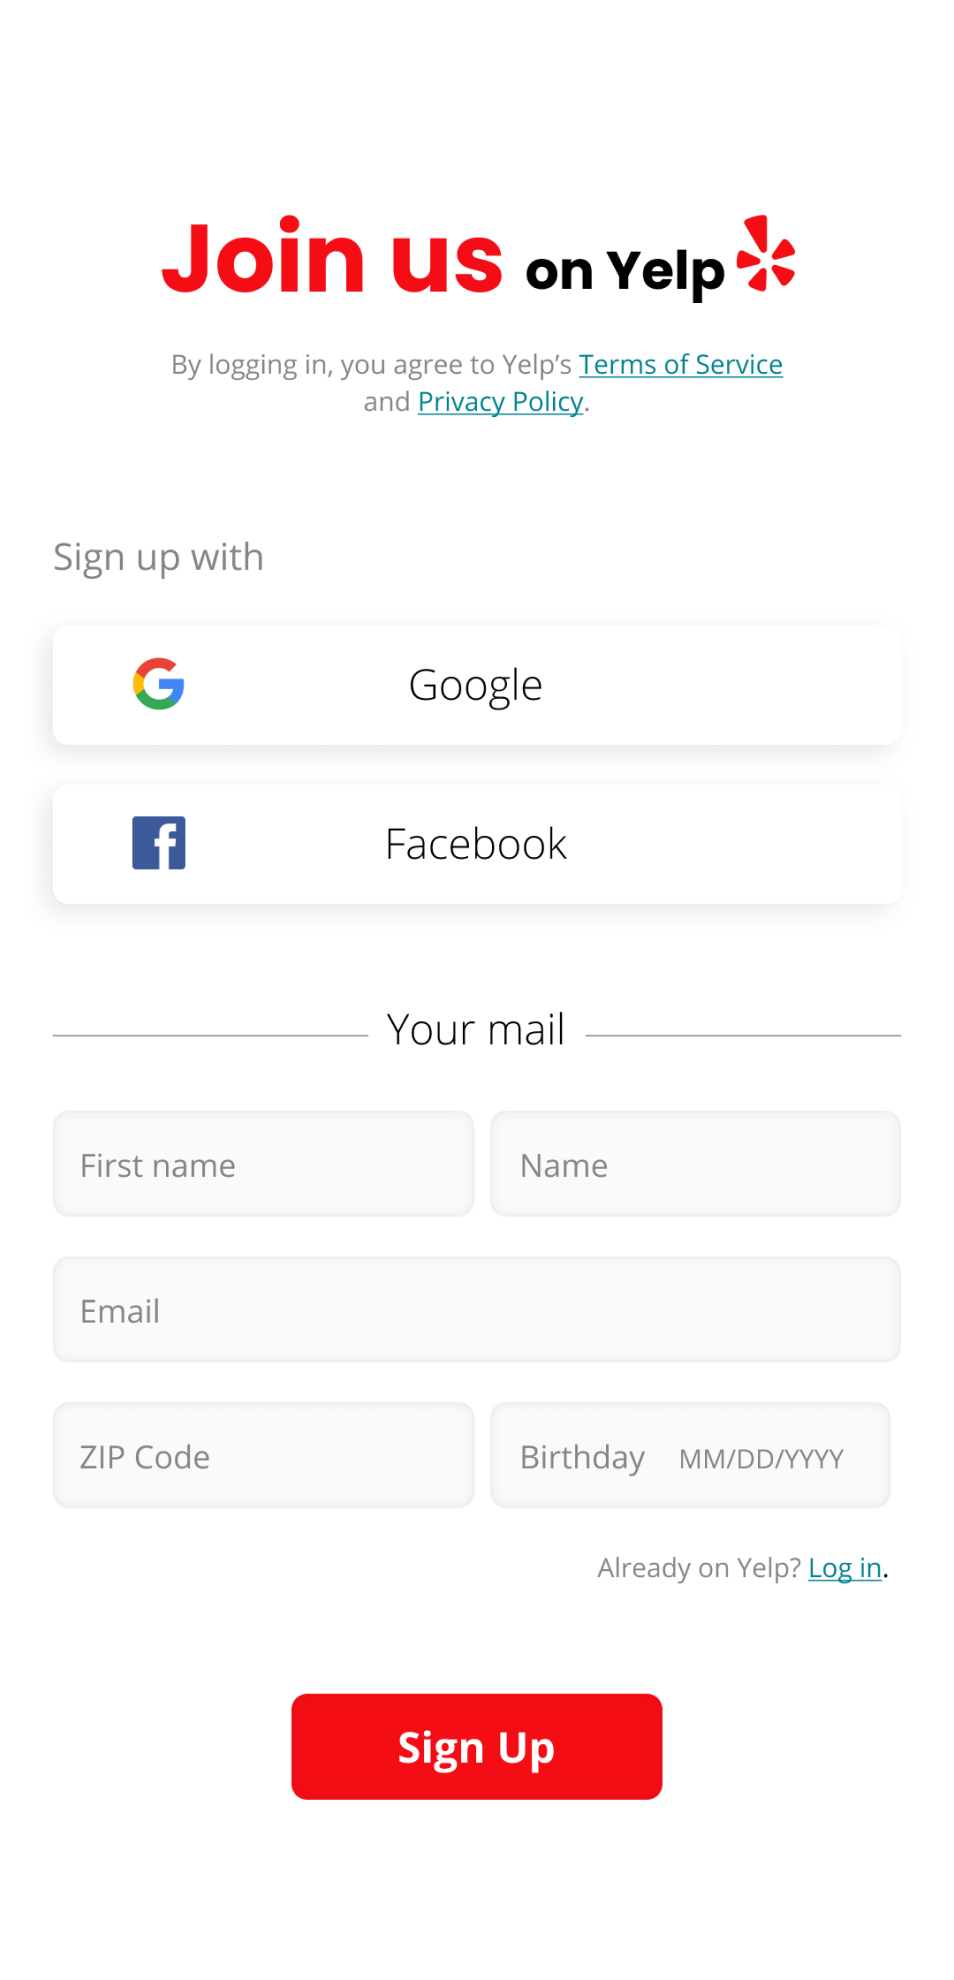 Join us on Yelp
By logging in, you agree to Yelp’s Terms of Service
and Privacy Policy.
Sign up with
Google
Facebook
Your mail
First name
Name
Email
ZIP Code
Birthday MM/DD/YYYY
Already on Yelp? Log in.
Sign Up